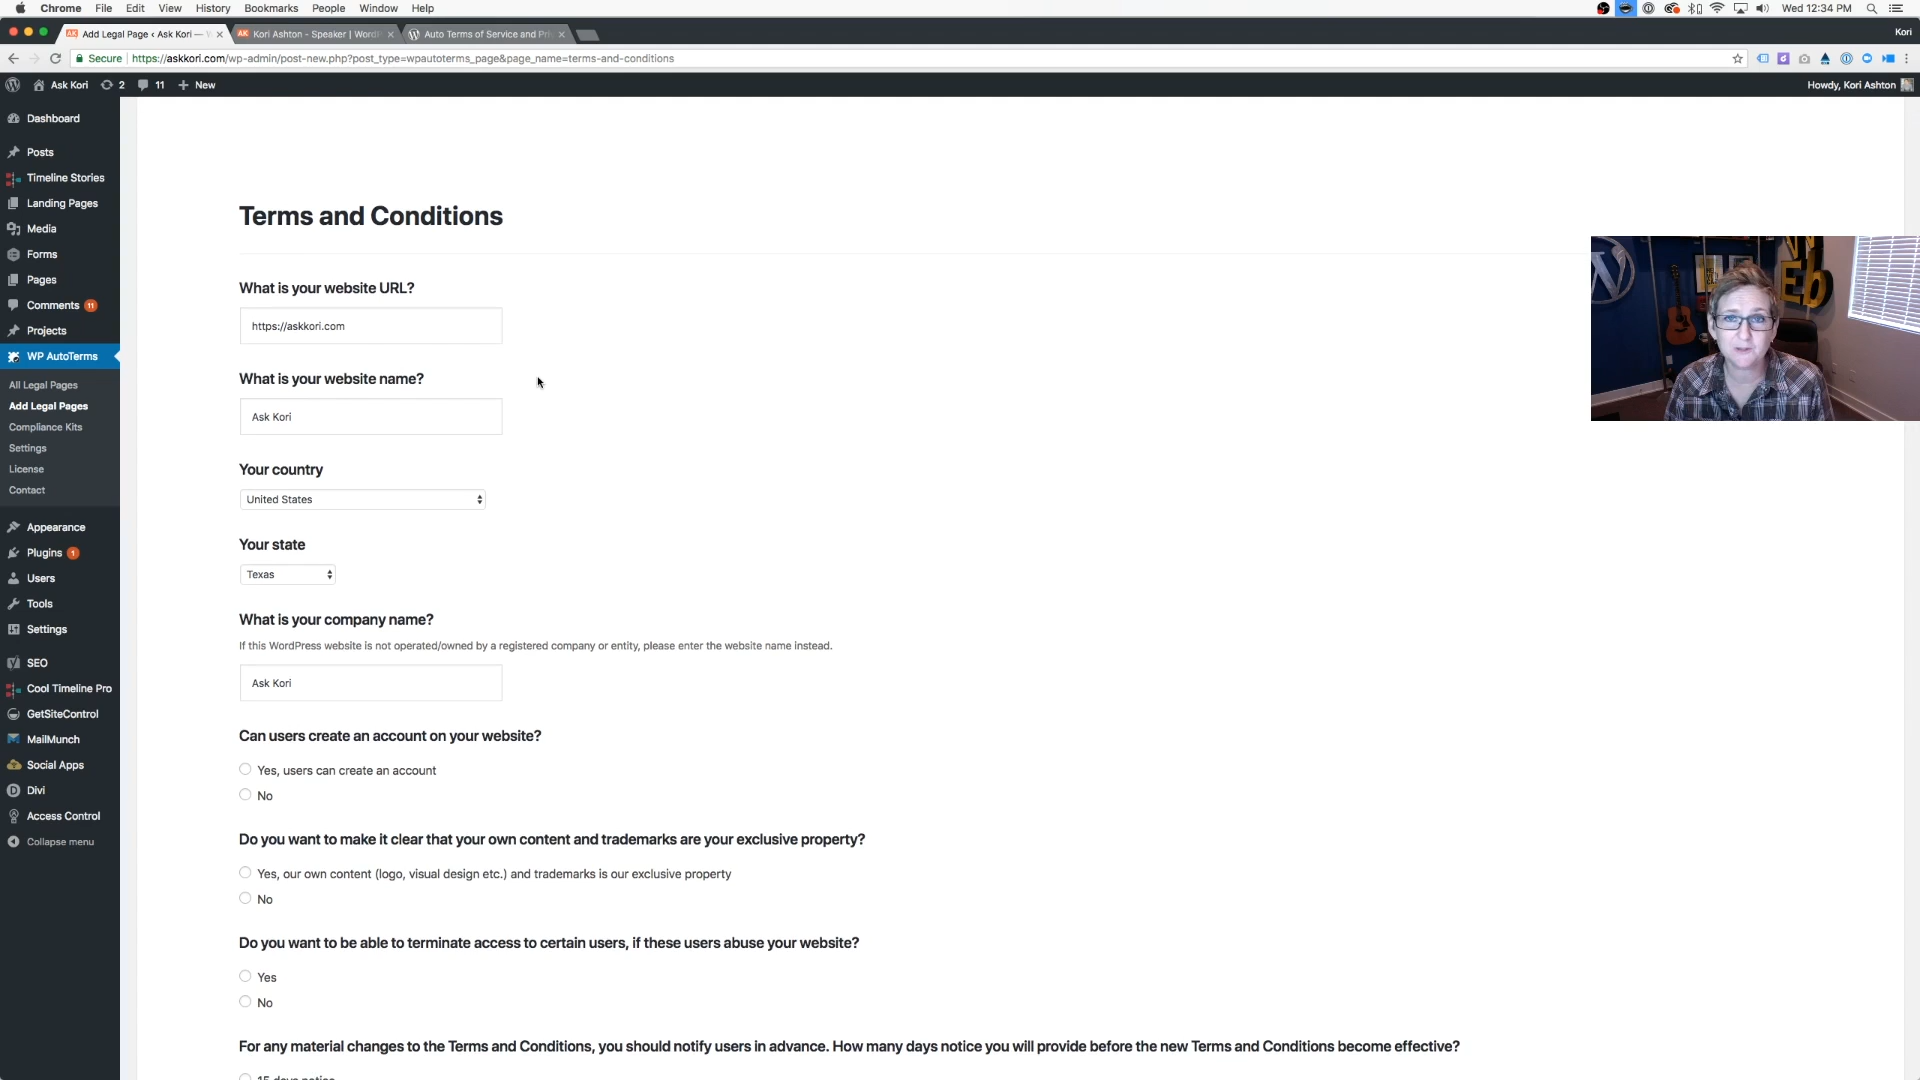 Chrome File Edit View History Bookmarks People Window Help Wed 12:34 PM
Add Legal Page ‹ Ask Kori — Kori Ashton - Speaker | WordP Auto Terms of Service and Pri Kori
Secure https://askkori.com/wp-admin/post-new.php?post_type=wpautoterms_page&page_name=terms-and-conditions
Ask Kori 2 11 New Howdy, Kori Ashton
Dashboard
Posts
Timeline Stories
Landing Pages
Media
Forms
Pages
Comments 11
Projects
WP AutoTerms
All Legal Pages
Add Legal Pages
Compliance Kits
Settings
License
Contact
Appearance
Plugins 1
Users
Tools
Settings
SEO
Cool Timeline Pro
GetSiteControl
MailMunch
Social Apps
Divi
Access Control
Collapse menu
Terms and Conditions
What is your website URL?
https://askkori.com
What is your website name?
Ask Kori
Your country
United States
Your state
Texas
What is your company name?
If this WordPress website is not operated/owned by a registered company or entity, please enter the website name instead.
Ask Kori
Can users create an account on your website?
Yes, users can create an account
No
Do you want to make it clear that your own content and trademarks are your exclusive property?
Yes, our own content (logo, visual design etc.) and trademarks is our exclusive property
No
Do you want to be able to terminate access to certain users, if these users abuse your website?
Yes
No
For any material changes to the Terms and Conditions, you should notify users in advance. How many days notice you will provide before the new Terms and Conditions become effective?
15 days notice